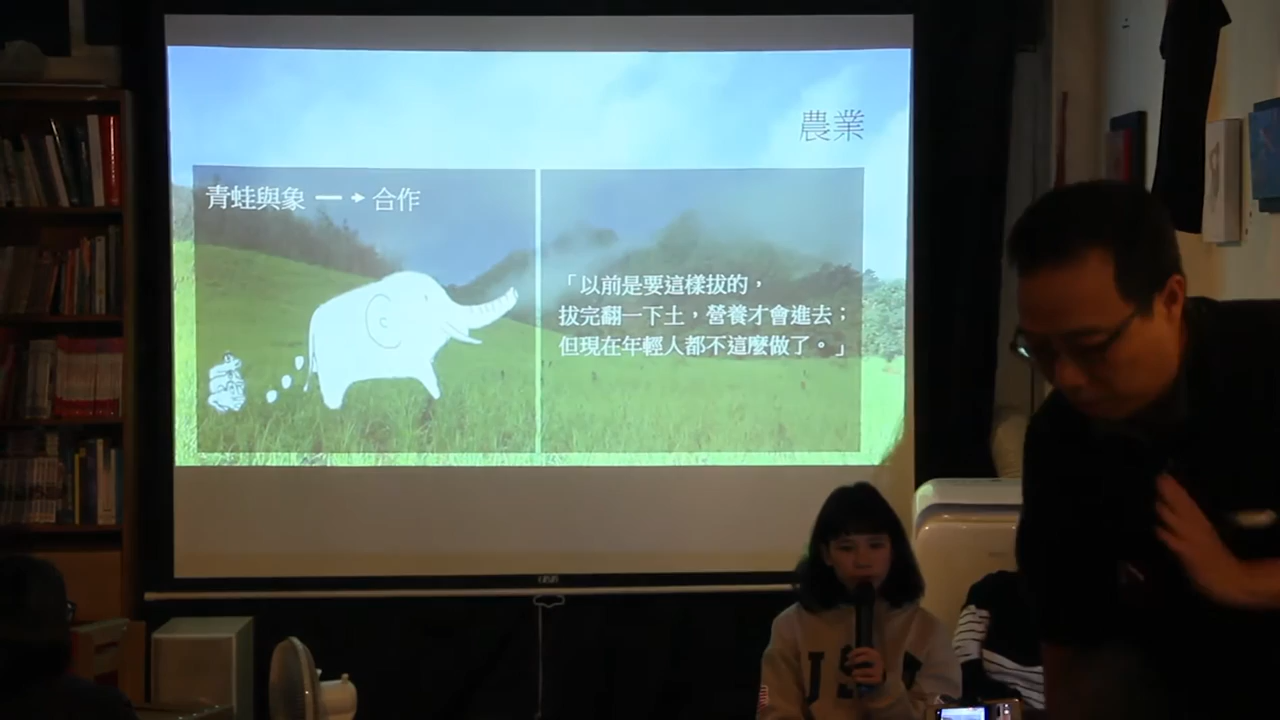 農業
青蛙與象 → 合作
「以前是要這樣拔的，
拔完翻一下土，營養才會進去；
但現在年輕人都不這麼做了。」